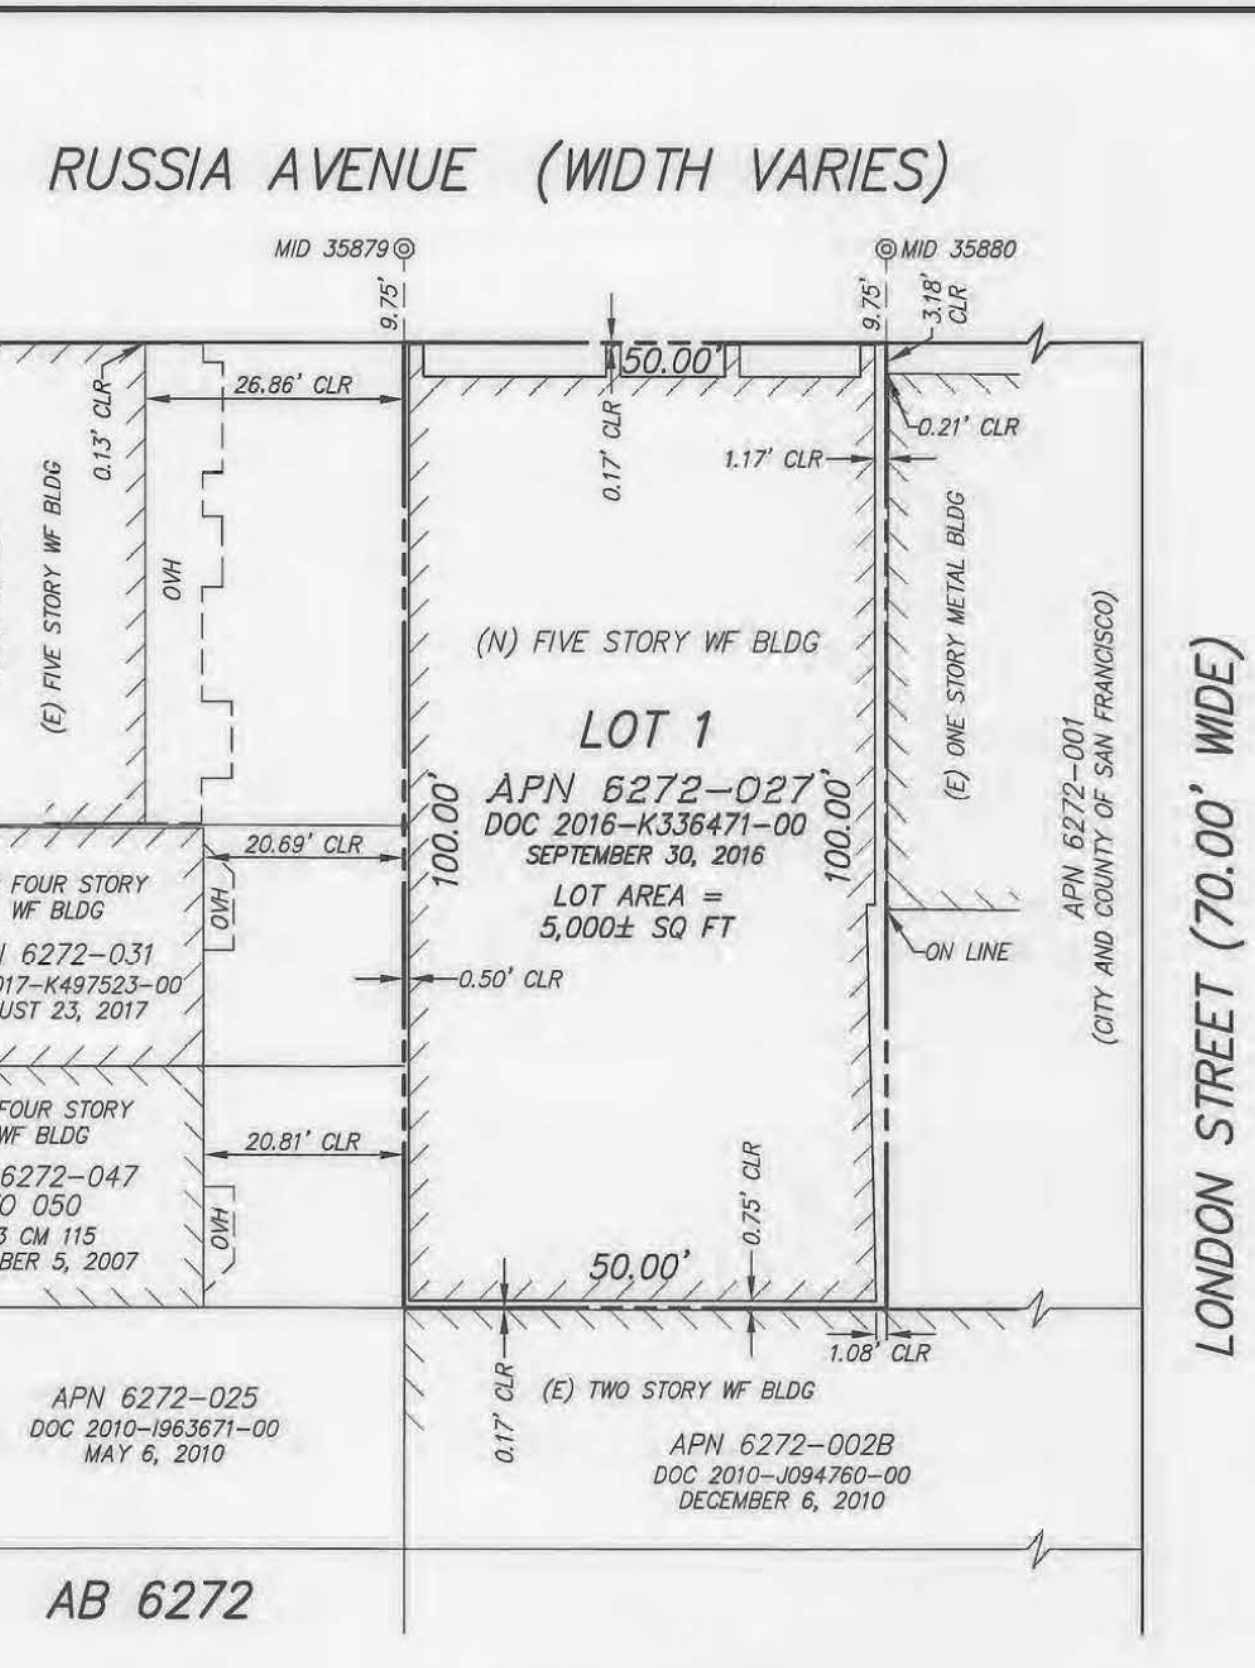 RUSSIA AVENUE (WIDTH VARIES)
MID 35879
MID 35880
9.75'
9.75'
3.18'
CLR
50.00'
26.86' CLR
0.13' CLR
0.17' CLR
0.21' CLR
1.17' CLR
(E) FIVE STORY WF BLDG
OVH
(E) ONE STORY METAL BLDG
(N) FIVE STORY WF BLDG
LOT 1
APN 6272-027
DOC 2016-K336471-00
SEPTEMBER 30, 2016
LOT AREA =
5,000± SQ FT
100.00'
100.00'
APN 6272-001
(CITY AND COUNTY OF SAN FRANCISCO)
LONDON STREET (70.00' WIDE)
20.69' CLR
OVH
FOUR STORY
WF BLDG
6272-031
017-K497523-00
UST 23, 2017
ON LINE
0.50' CLR
FOUR STORY
WF BLDG
6272-047
O 050
3 CM 115
BER 5, 2007
20.81' CLR
OVH
0.75' CLR
50.00'
1.08' CLR
0.17' CLR
(E) TWO STORY WF BLDG
APN 6272-025
DOC 2010-I963671-00
MAY 6, 2010
APN 6272-002B
DOC 2010-J094760-00
DECEMBER 6, 2010
AB 6272